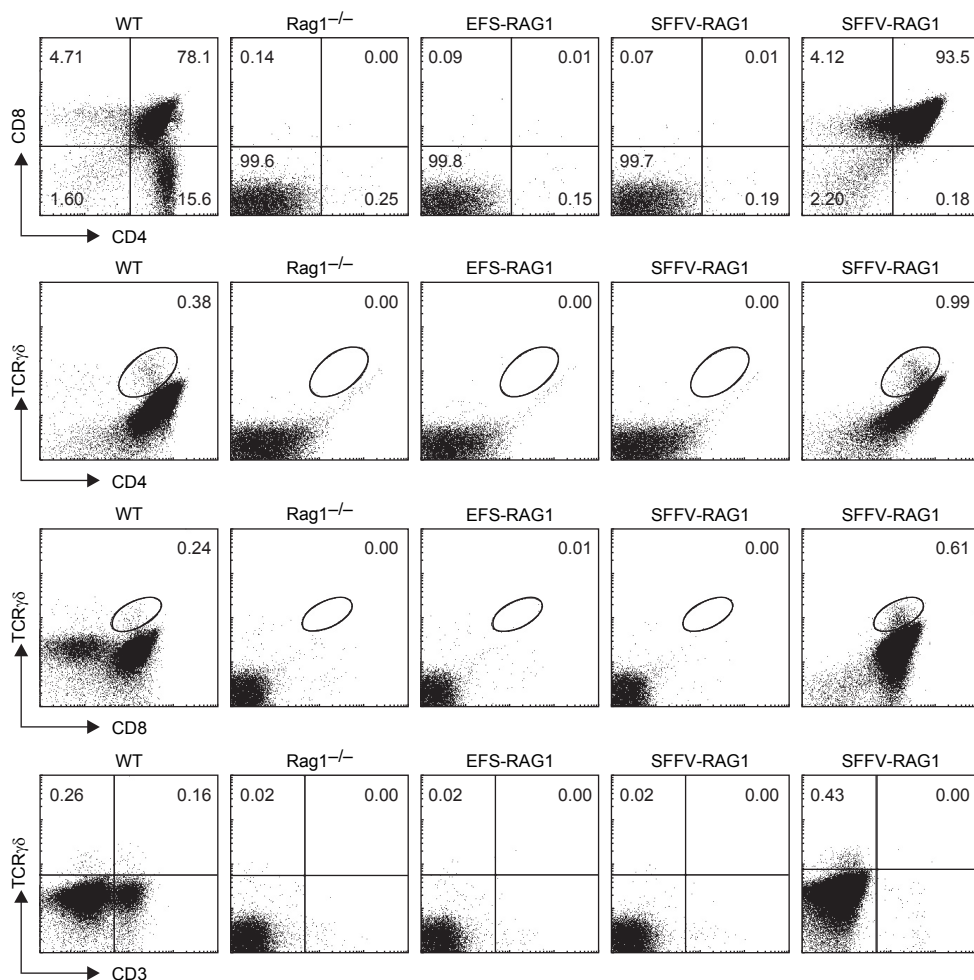 WT Rag1–/– EFS-RAG1 SFFV-RAG1 SFFV-RAG1
4.71 78.1 0.14 0.00 0.09 0.01 0.07 0.01 4.12 93.5
CD8
99.6 99.8 99.7
1.60 15.6 0.25 0.15 0.19 2.20 0.18
CD4
WT Rag1–/– EFS-RAG1 SFFV-RAG1 SFFV-RAG1
0.38 0.00 0.00 0.00 0.99
TCRγδ
CD4
WT Rag1–/– EFS-RAG1 SFFV-RAG1 SFFV-RAG1
0.24 0.00 0.01 0.00 0.61
TCRγδ
CD8
WT Rag1–/– EFS-RAG1 SFFV-RAG1 SFFV-RAG1
0.26 0.16 0.02 0.00 0.02 0.00 0.02 0.00 0.43 0.00
TCRγδ
CD3